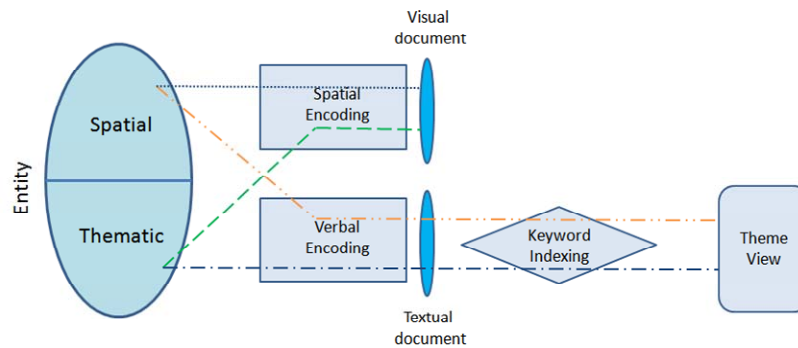 Visual
document
Spatial
Encoding
Spatial
Entity
Thematic
Verbal
Encoding
Keyword
Indexing
Theme
View
Textual
document